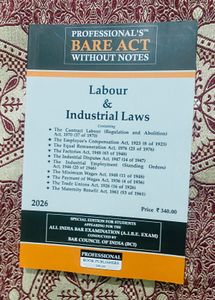 PROFESSIONAL'S™
BARE ACT
WITHOUT NOTES
Labour
&
Industrial Laws
Containing
• The Contract Labour (Regulation and Abolition)
Act, 1970 (37 of 1970)
• The Employee's Compensation Act, 1923 (8 of 1923)
• The Equal Remuneration Act, 1976 (25 of 1976)
• The Factories Act, 1948 (63 of 1948)
• The Industrial Disputes Act, 1947 (14 of 1947)
• The Industrial Employment (Standing Orders)
Act, 1946 (20 of 1946)
• The Minimum Wages Act, 1948 (11 of 1948)
• The Payment of Wages Act, 1936 (4 of 1936)
• The Trade Unions Act, 1926 (16 of 1926)
• The Maternity Benefit Act, 1961 (53 of 1961)
2026
Price ₹ 340.00
SPECIAL EDITION FOR STUDENTS
APPEARING FOR THE
ALL INDIA BAR EXAMINATION (A.I.B.E. EXAM)
CONDUCTED BY
BAR COUNCIL OF INDIA (BCI)
PROFESSIONAL
BOOK PUBLISHERS